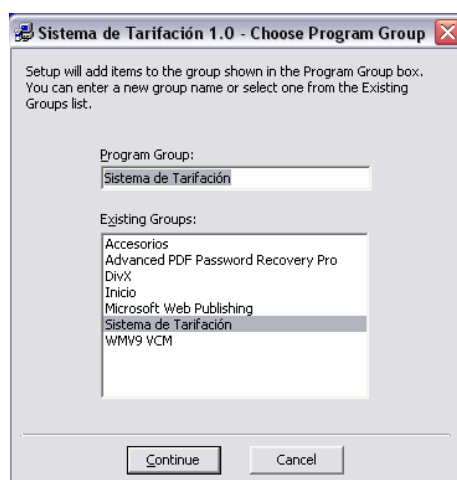 Sistema de Tarifación 1.0 - Choose Program Group
Setup will add items to the group shown in the Program Group box.
You can enter a new group name or select one from the Existing
Groups list.
Program Group:
Sistema de Tarifación
Existing Groups:
Accesorios
Advanced PDF Password Recovery Pro
DivX
Inicio
Microsoft Web Publishing
Sistema de Tarifación
WMV9 VCM
Continue
Cancel